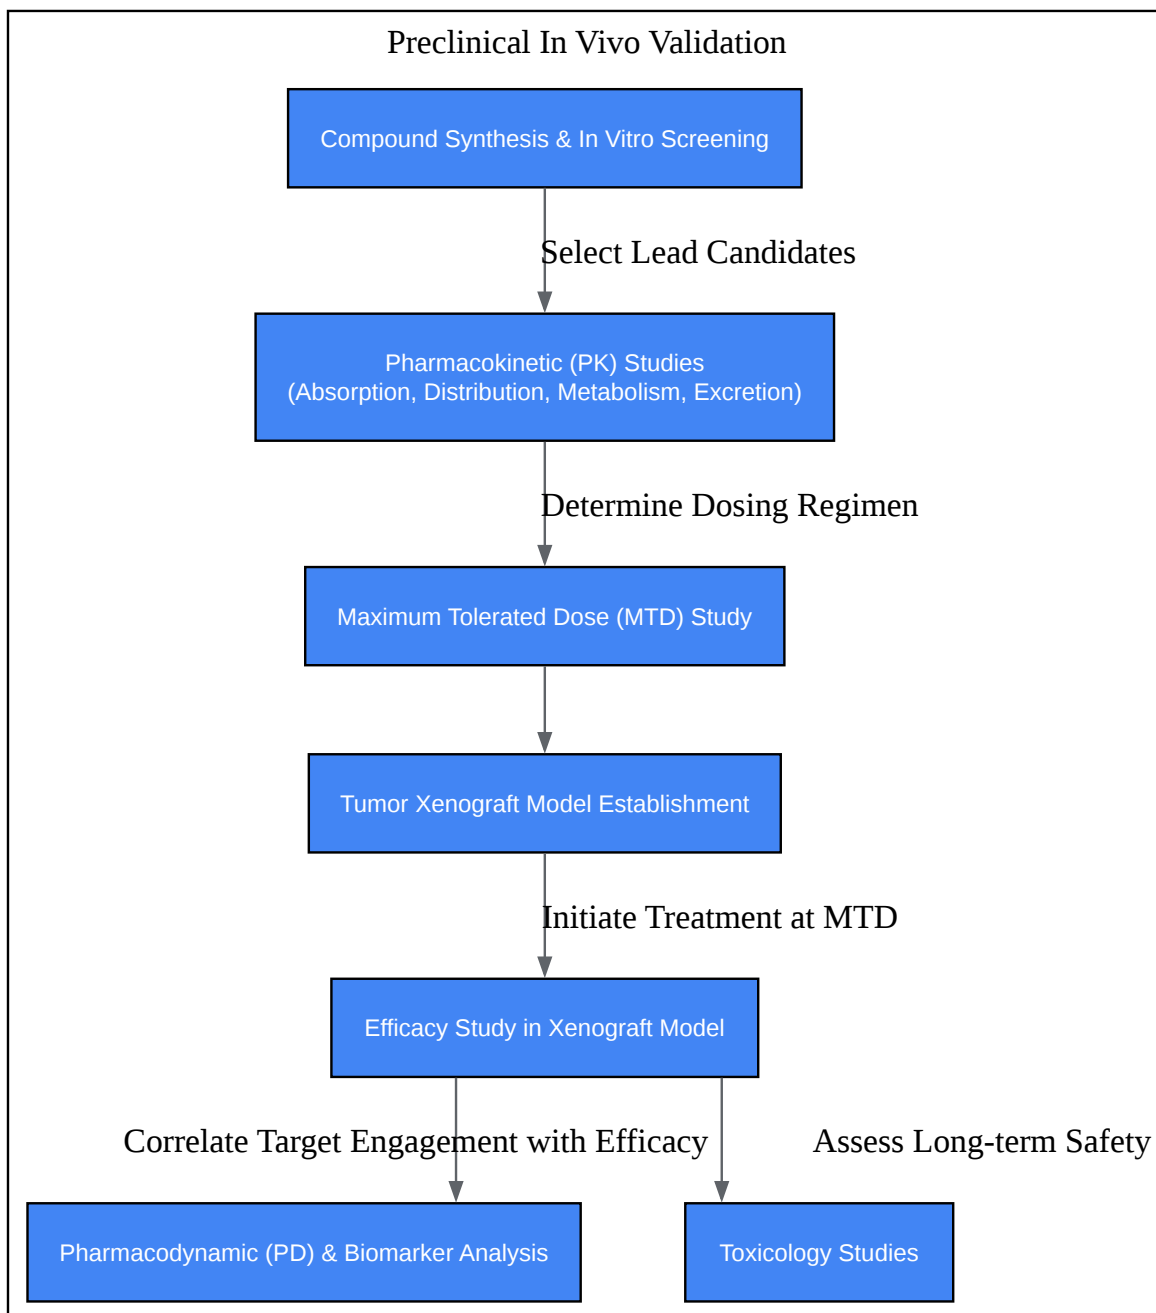 Preclinical In Vivo Validation
Compound Synthesis & In Vitro Screening
Select Lead Candidates
Pharmacokinetic (PK) Studies
(Absorption, Distribution, Metabolism, Excretion)
Determine Dosing Regimen
Maximum Tolerated Dose (MTD) Study
Tumor Xenograft Model Establishment
Initiate Treatment at MTD
Efficacy Study in Xenograft Model
Correlate Target Engagement with Efficacy
Assess Long-term Safety
Pharmacodynamic (PD) & Biomarker Analysis
Toxicology Studies